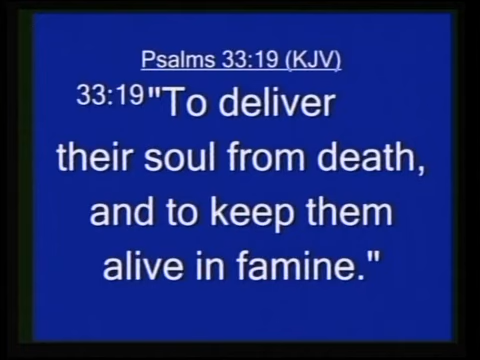 Psalms 33:19 (KJV)
33:19"To deliver
their soul from death,
and to keep them
alive in famine."